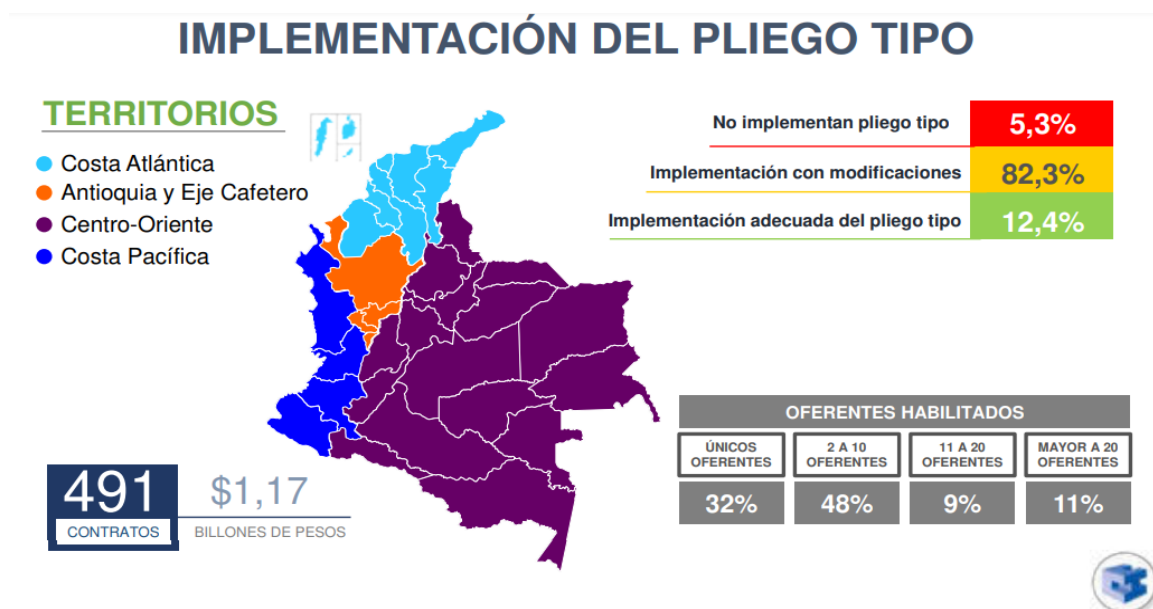 IMPLEMENTACIÓN DEL PLIEGO TIPO
TERRITORIOS
Costa Atlántica
Antioquia y Eje Cafetero
Centro-Oriente
Costa Pacífica
No implementan pliego tipo 5,3%
Implementación con modificaciones 82,3%
Implementación adecuada del pliego tipo 12,4%
491
CONTRATOS
$1,17
BILLONES DE PESOS
OFERENTES HABILITADOS
ÚNICOS OFERENTES
2 A 10 OFERENTES
11 A 20 OFERENTES
MAYOR A 20 OFERENTES
32% 48% 9% 11%